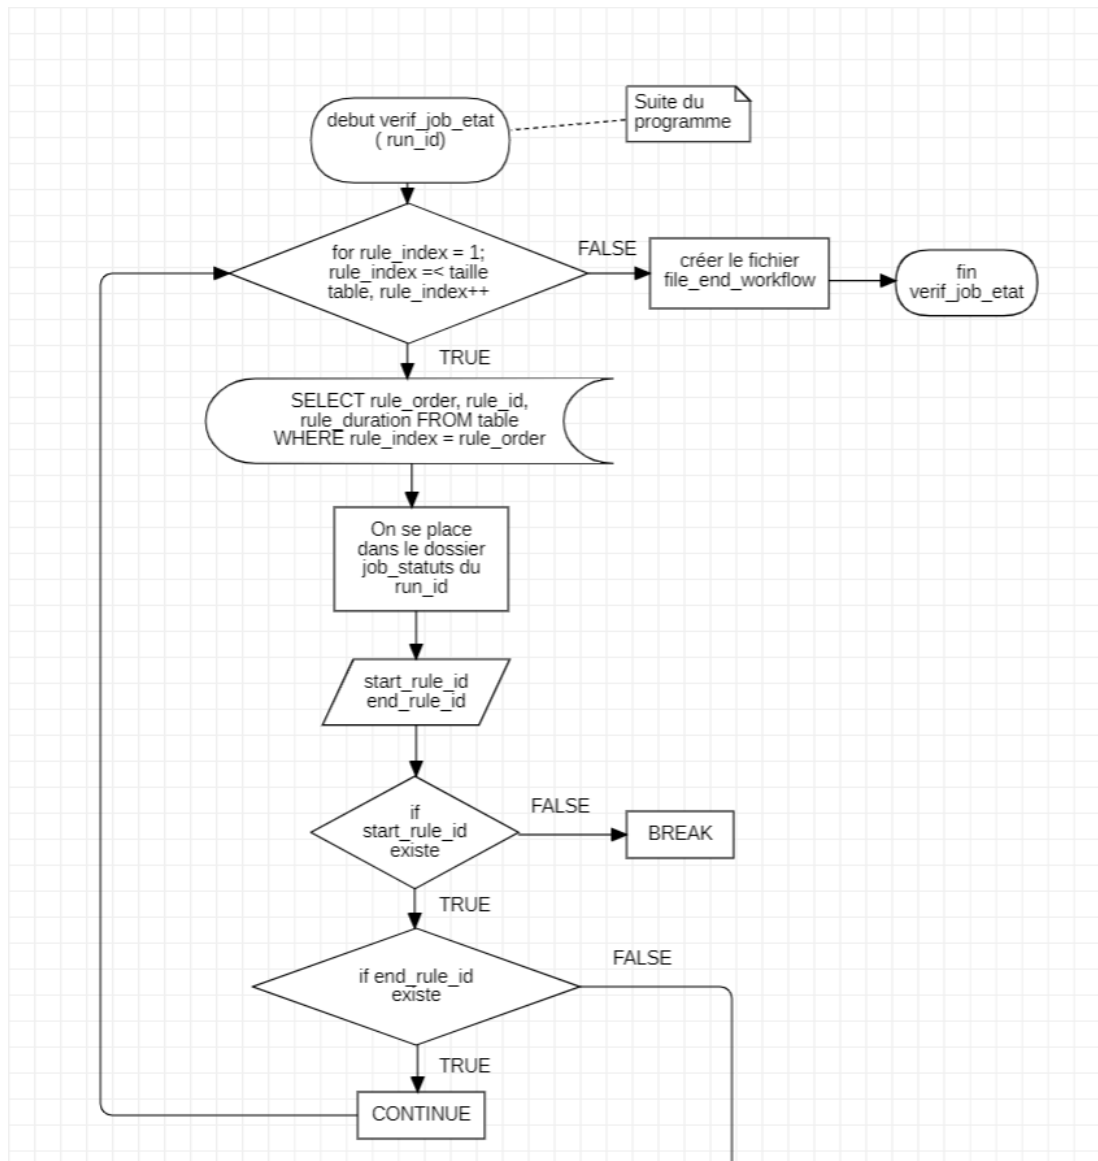 debut verif_job_etat
( run_id)
Suite du
programme
for rule_index = 1;
rule_index =< taille
table, rule_index++
FALSE
créer le fichier
file_end_workflow
fin
verif_job_etat
TRUE
SELECT rule_order, rule_id,
rule_duration FROM table
WHERE rule_index = rule_order
On se place
dans le dossier
job_statuts du
run_id
start_rule_id
end_rule_id
if
start_rule_id
existe
FALSE
BREAK
TRUE
if end_rule_id
existe
FALSE
TRUE
CONTINUE